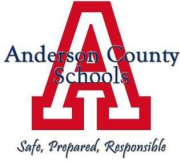 Anderson County
Schools
Safe, Prepared, Responsible